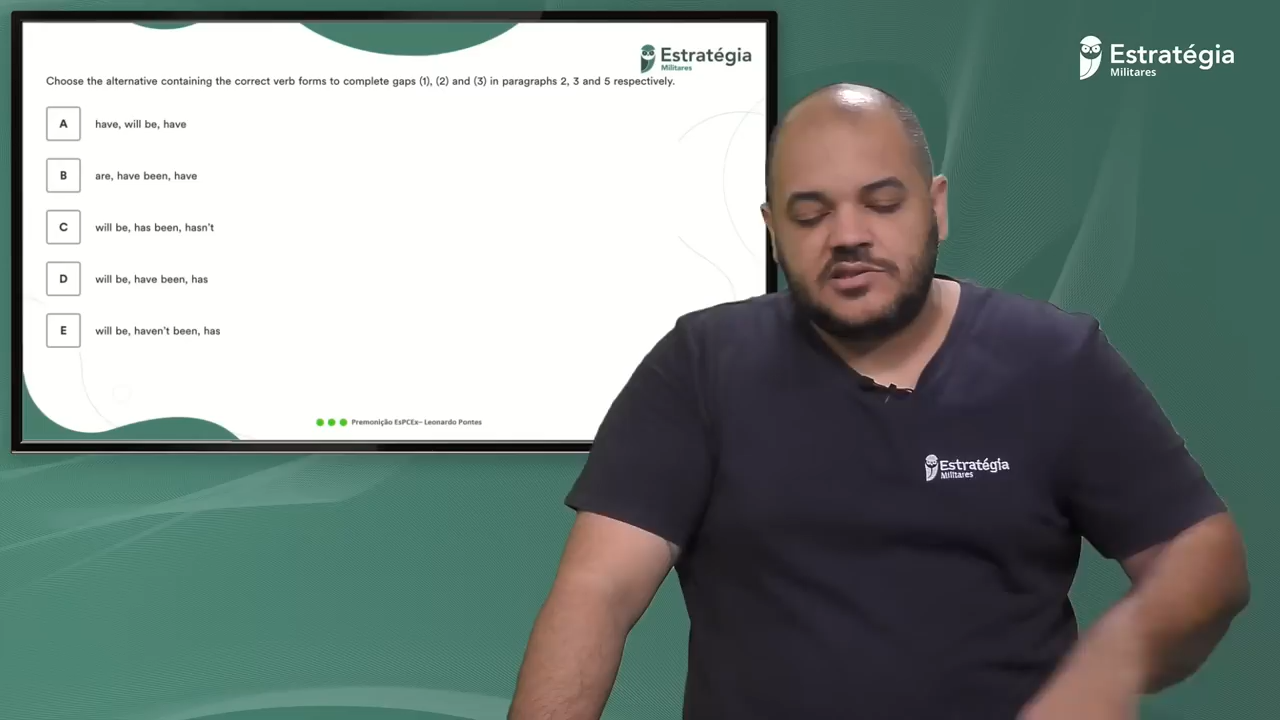 Estratégia
Militares
Choose the alternative containing the correct verb forms to complete gaps (1), (2) and (3) in paragraphs 2, 3 and 5 respectively.
A have, will be, have
B are, have been, have
C will be, has been, hasn't
D will be, have been, has
E will be, haven't been, has
Premonição EsPCEx– Leonardo Pontes
Estratégia
Militares
Estratégia
Militares